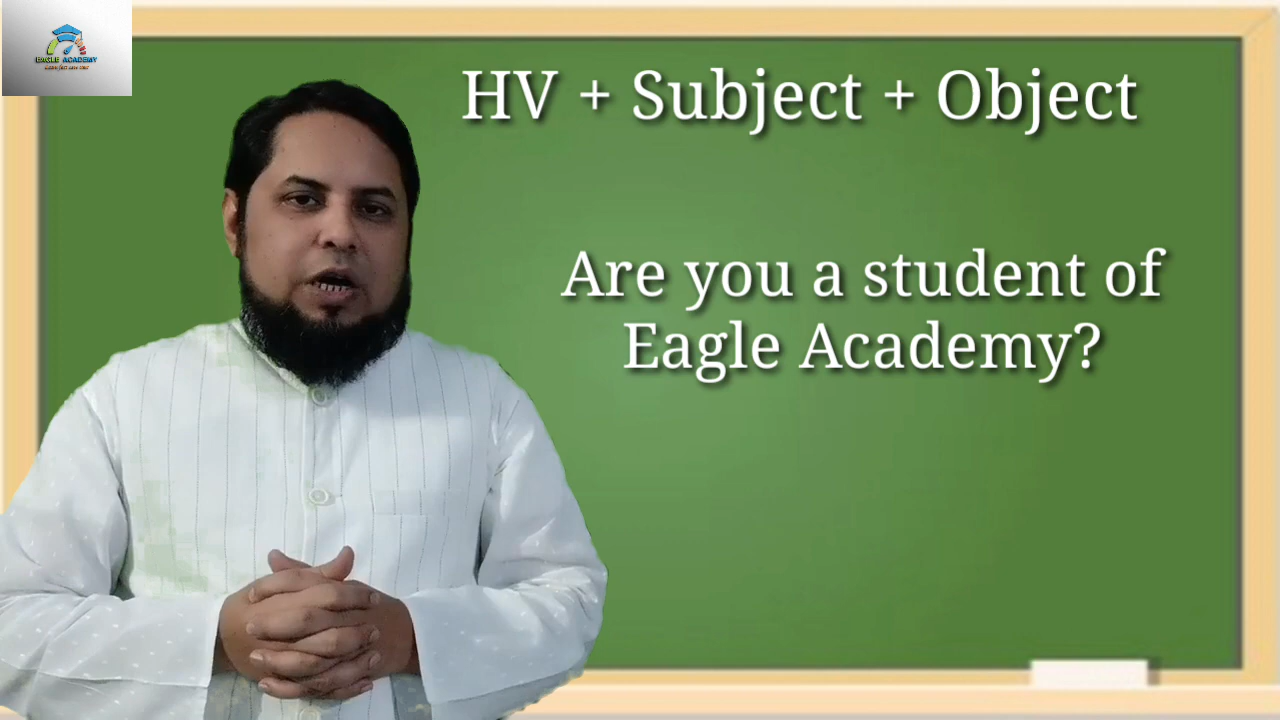 EAGLE ACADEMY
HV + Subject + Object
Are you a student of
Eagle Academy?